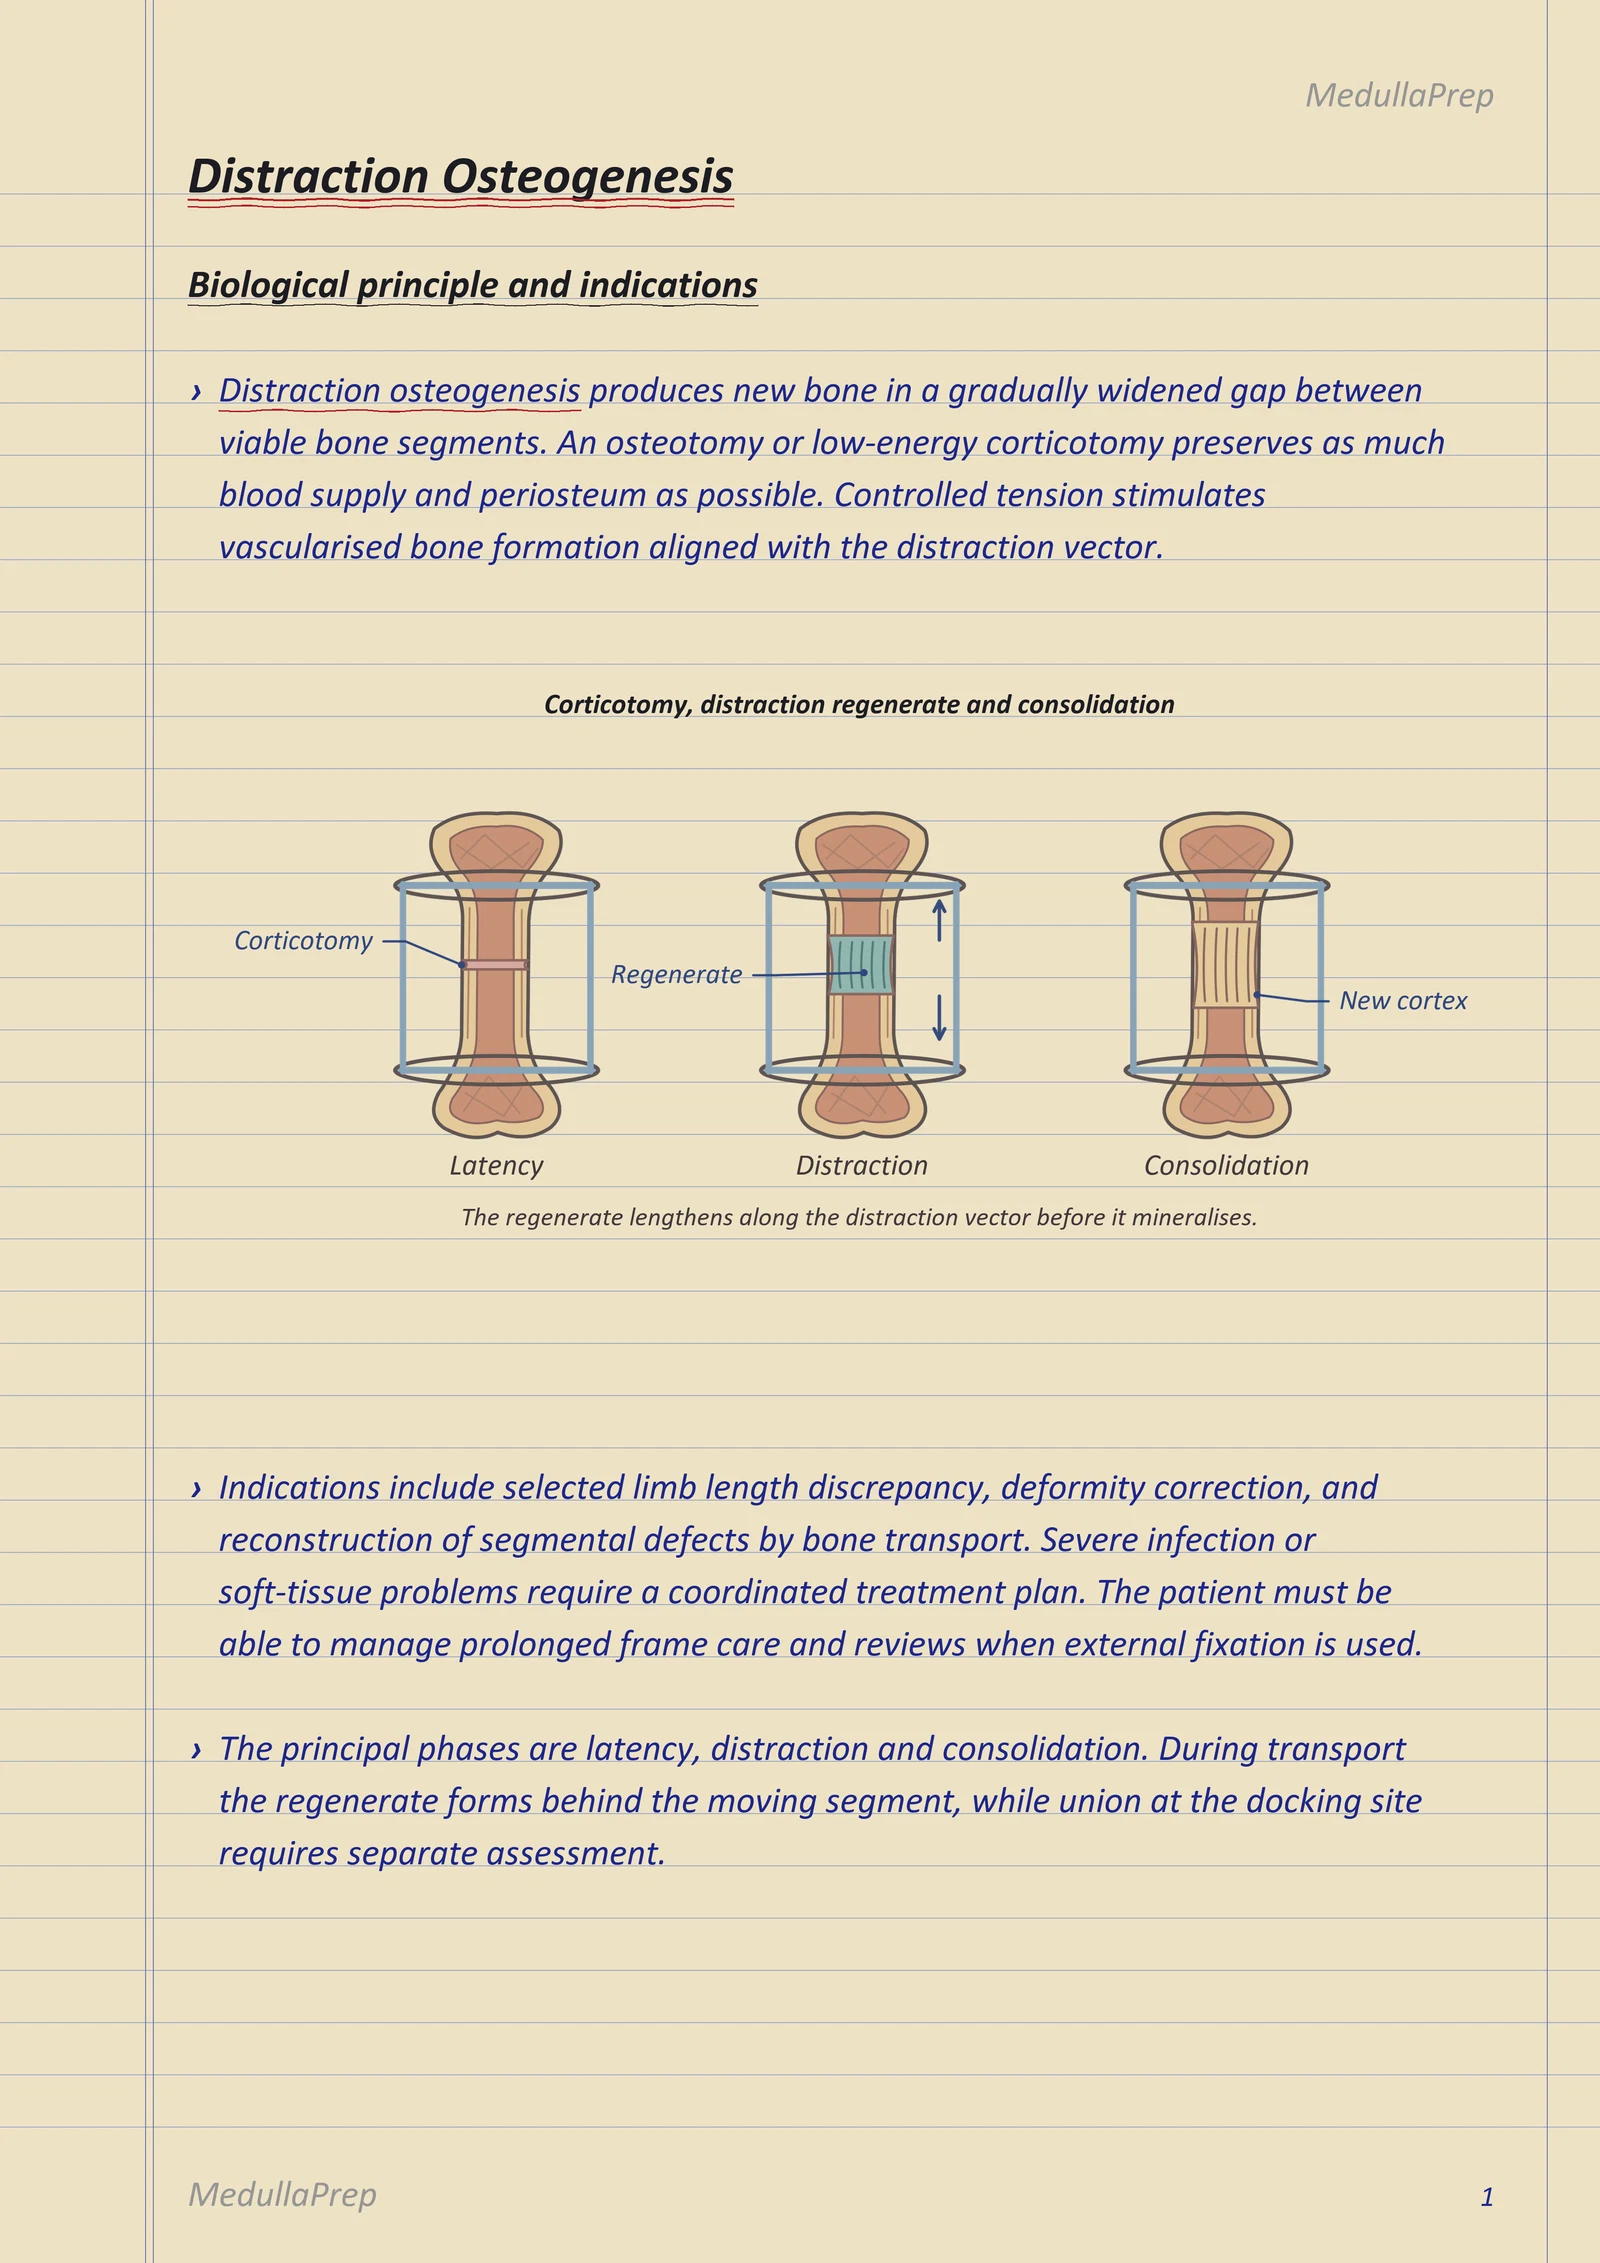 MedullaPrep
Distraction Osteogenesis
Biological principle and indications
› Distraction osteogenesis produces new bone in a gradually widened gap between
viable bone segments. An osteotomy or low-energy corticotomy preserves as much
blood supply and periosteum as possible. Controlled tension stimulates
vascularised bone formation aligned with the distraction vector.
Corticotomy, distraction regenerate and consolidation
Corticotomy
Regenerate
New cortex
Latency
Distraction
Consolidation
The regenerate lengthens along the distraction vector before it mineralises.
› Indications include selected limb length discrepancy, deformity correction, and
reconstruction of segmental defects by bone transport. Severe infection or
soft-tissue problems require a coordinated treatment plan. The patient must be
able to manage prolonged frame care and reviews when external fixation is used.
› The principal phases are latency, distraction and consolidation. During transport
the regenerate forms behind the moving segment, while union at the docking site
requires separate assessment.
MedullaPrep
1